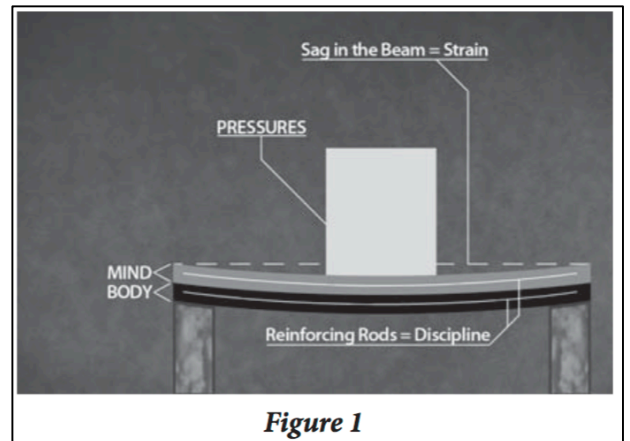 Sag in the Beam = Strain
PRESSURES
MIND
BODY
Reinforcing Rods = Discipline
Figure 1